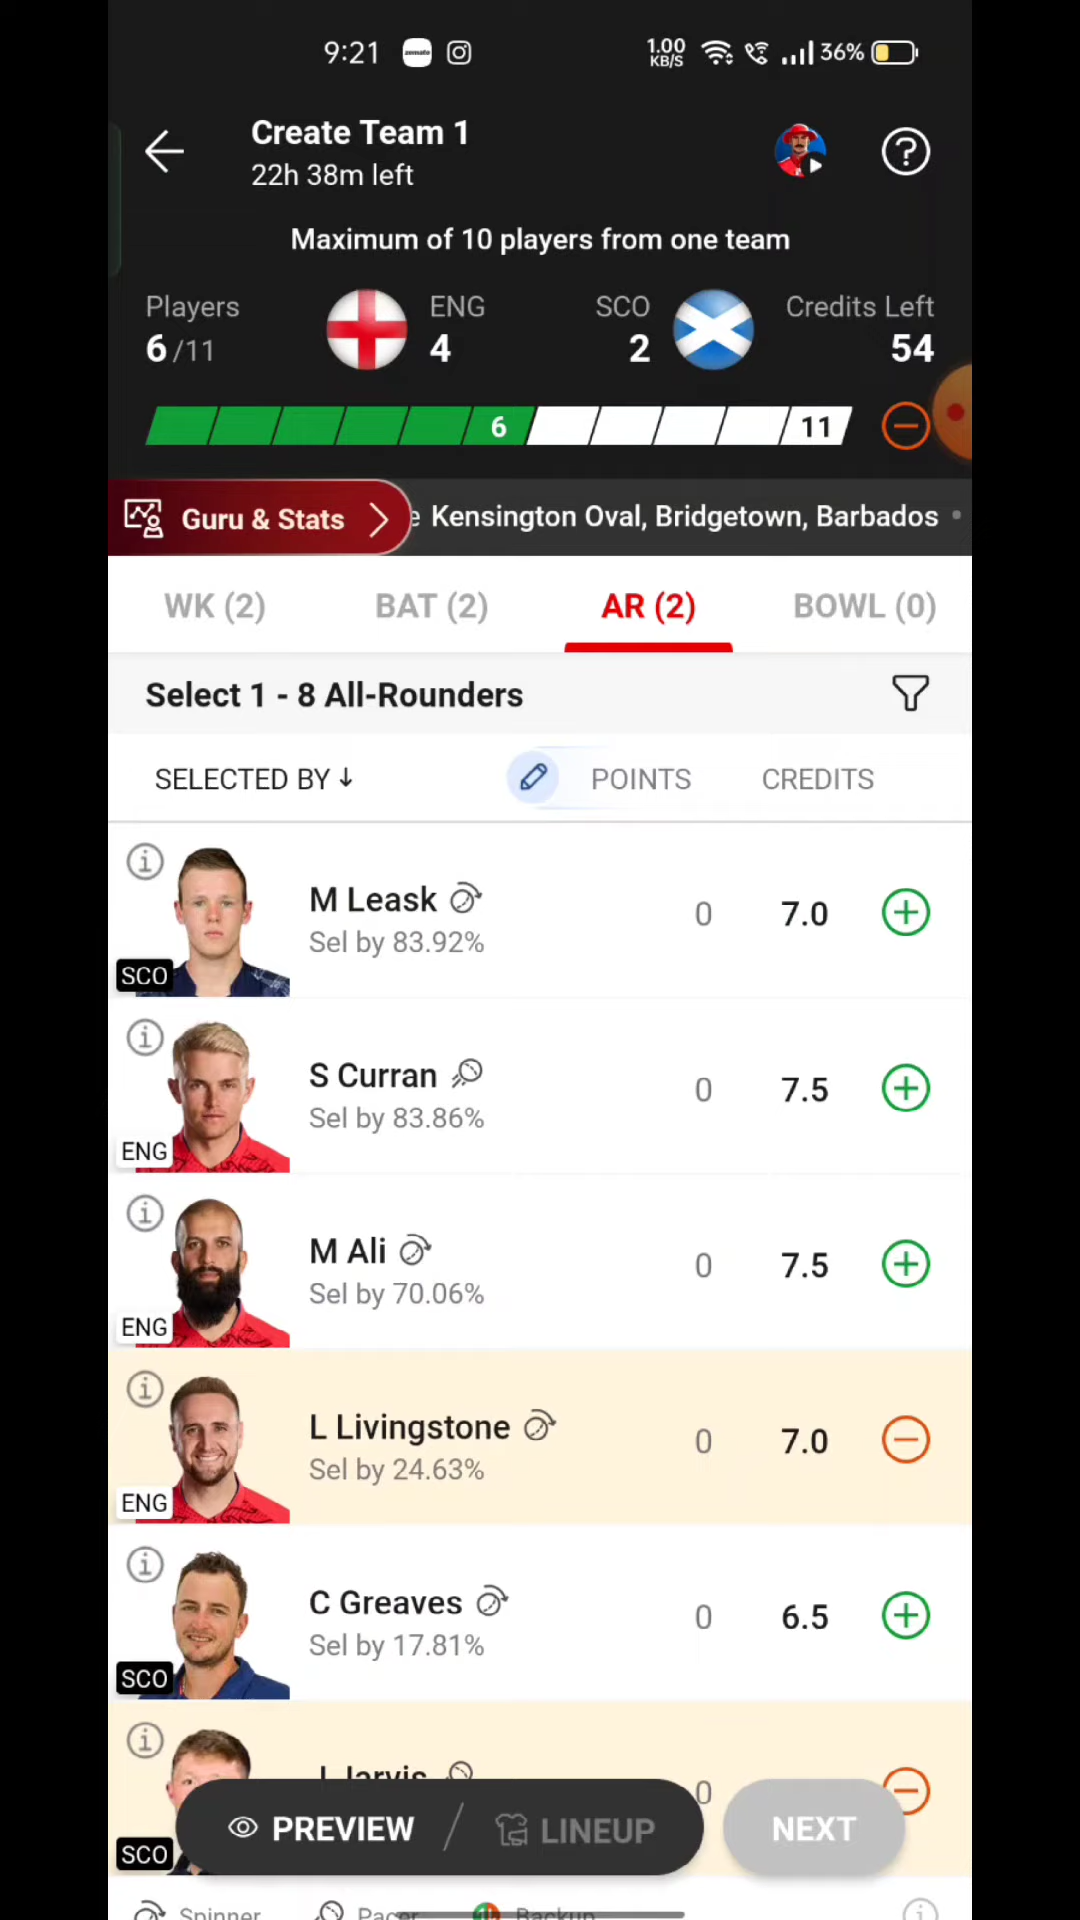 9:21 zomato 1.00 KB/S 36%
Create Team 1
22h 38m left
Maximum of 10 players from one team
Players ENG SCO Credits Left
6/11 4 2 54
6 11
Guru & Stats Kensington Oval, Bridgetown, Barbados
WK (2) BAT (2) AR (2) BOWL (0)
Select 1 - 8 All-Rounders
SELECTED BY ↓ POINTS CREDITS
M Leask 0 7.0
Sel by 83.92%
SCO
S Curran 0 7.5
Sel by 83.86%
ENG
M Ali 0 7.5
Sel by 70.06%
ENG
L Livingstone 0 7.0
Sel by 24.63%
ENG
C Greaves 0 6.5
Sel by 17.81%
SCO
J Jarvis 0
PREVIEW / LINEUP NEXT
SCO
Spinner Pacer Backup